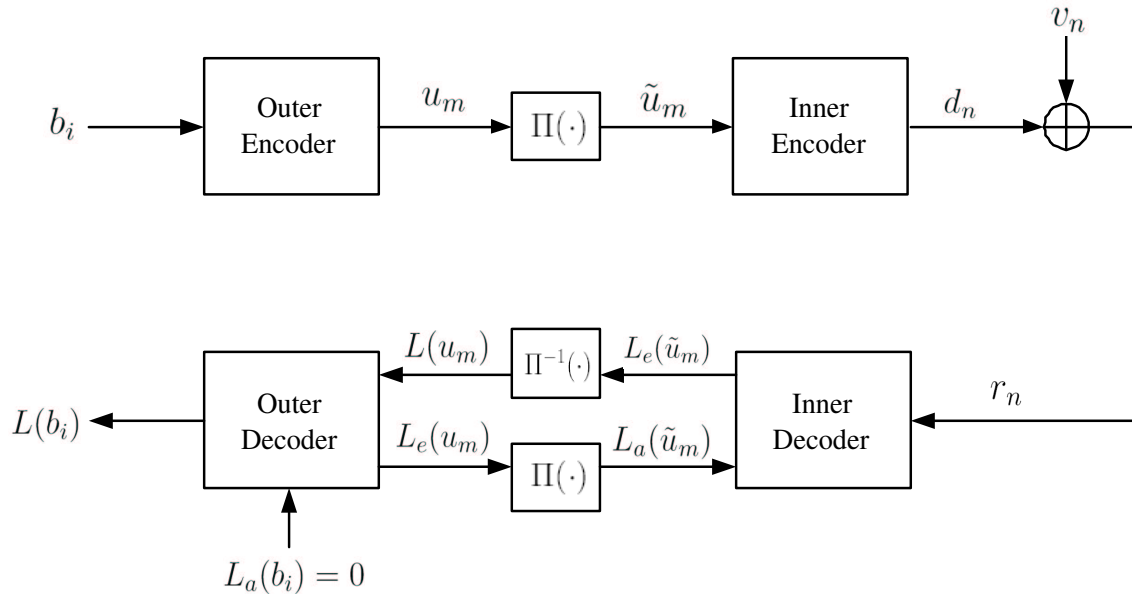 v_n
b_i
Outer
Encoder
u_m
Π(·)
ũ_m
Inner
Encoder
d_n
L(b_i)
Outer
Decoder
L(u_m)
Π⁻¹(·)
L_e(ũ_m)
L_e(u_m)
Π(·)
L_a(ũ_m)
Inner
Decoder
r_n
L_a(b_i) = 0